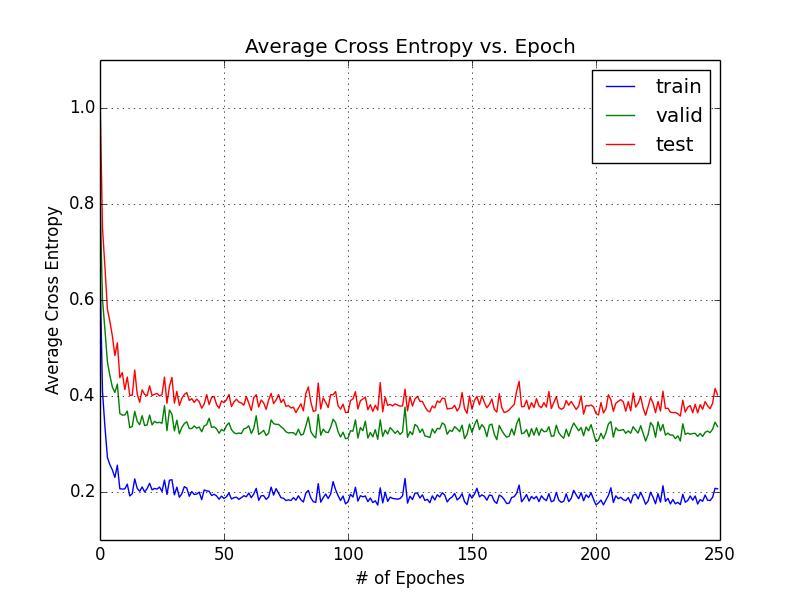 Average Cross Entropy vs. Epoch
train
valid
test
Average Cross Entropy
1.0
0.8
0.6
0.4
0.2
0 50 100 150 200 250
# of Epoches